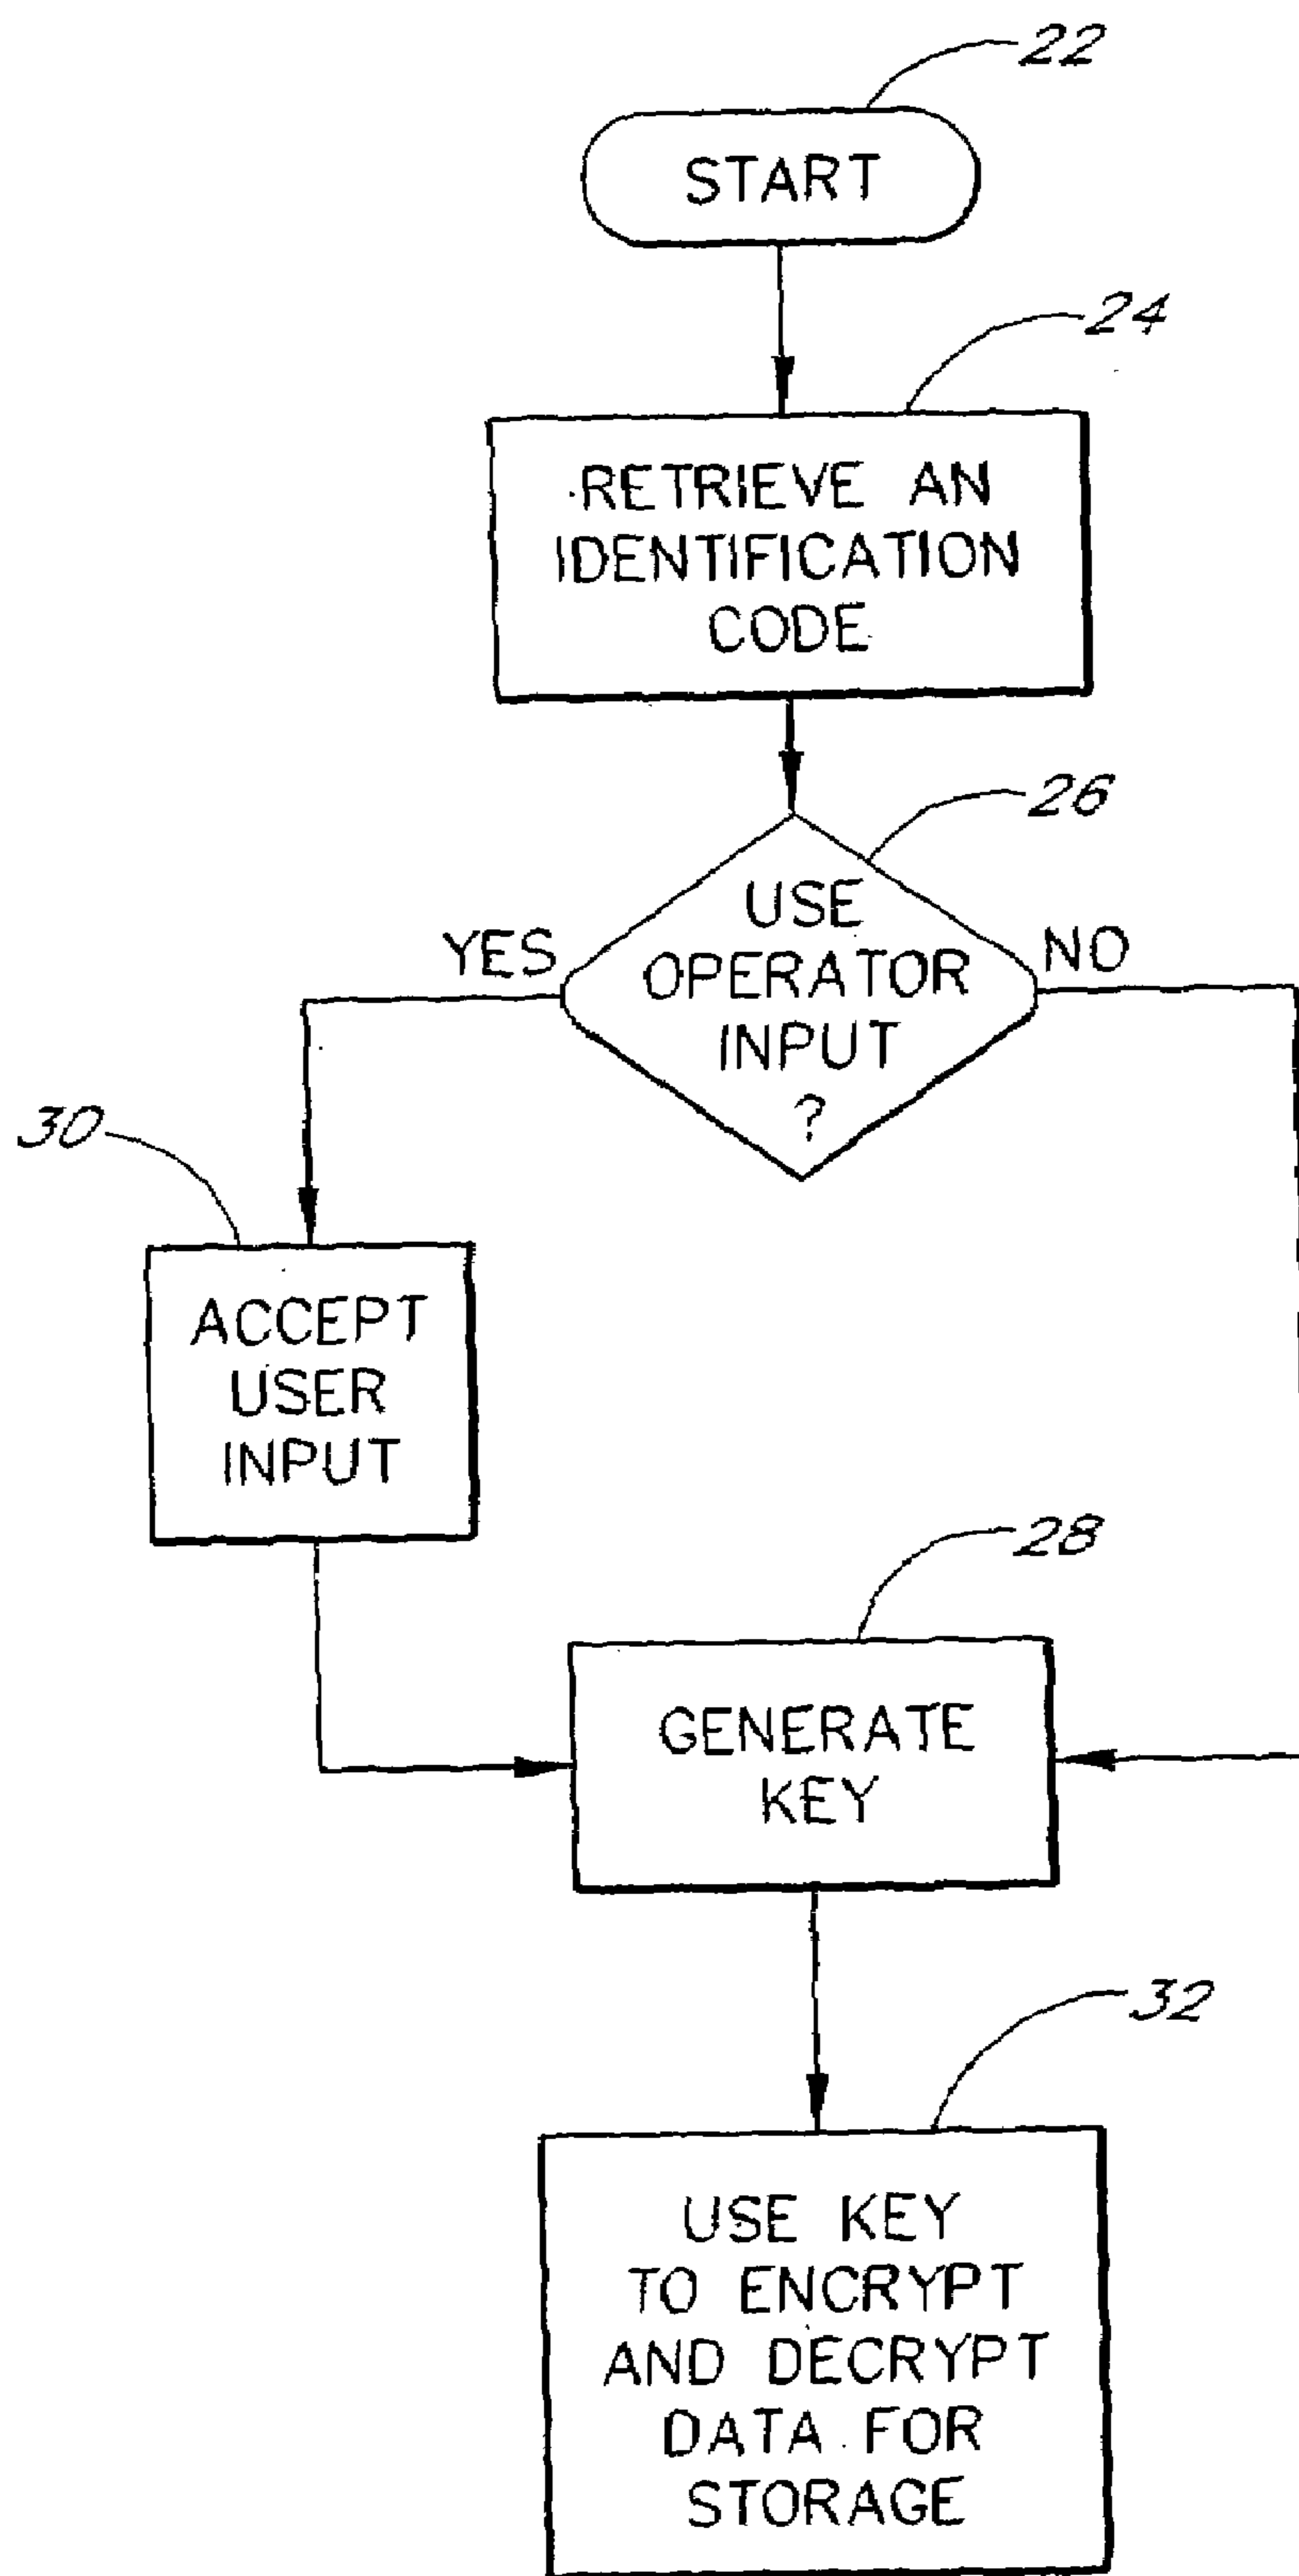 22
START
24
RETRIEVE AN
IDENTIFICATION
CODE
26
USE
OPERATOR
INPUT
?
YES
NO
30
ACCEPT
USER
INPUT
28
GENERATE
KEY
32
USE KEY
TO ENCRYPT
AND DECRYPT
DATA FOR
STORAGE